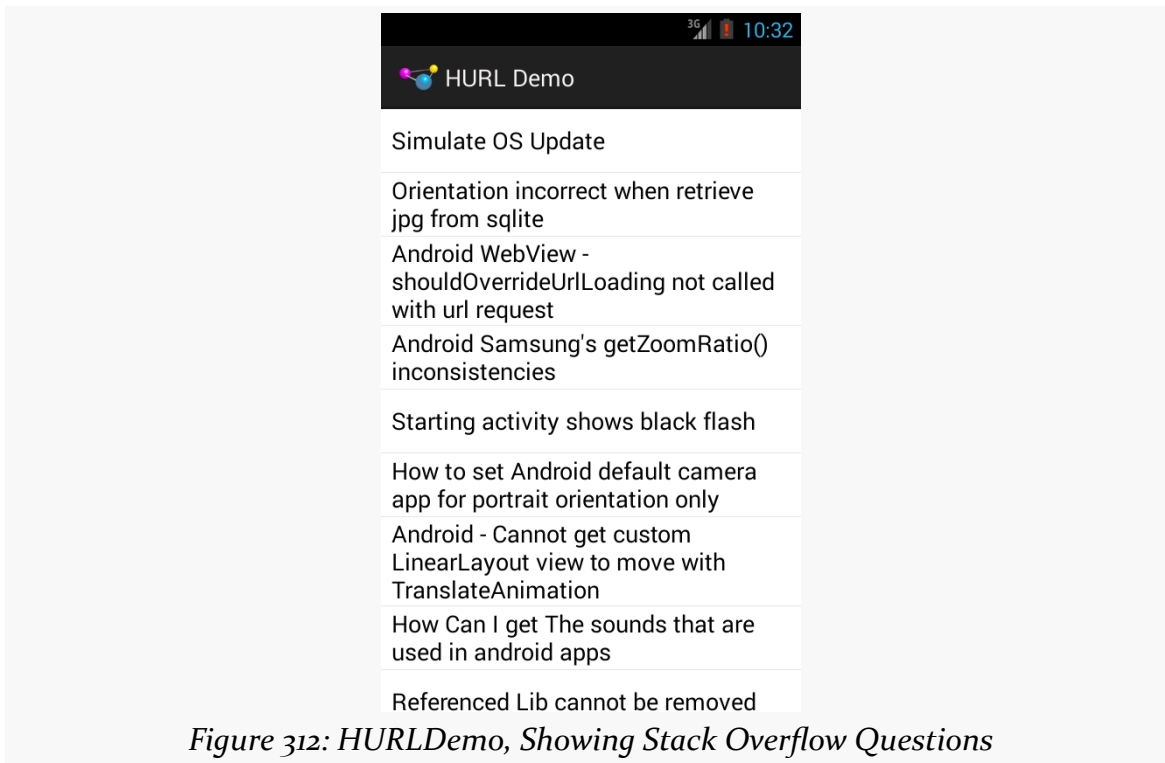 3G 10:32
HURL Demo
Simulate OS Update
Orientation incorrect when retrieve
jpg from sqlite
Android WebView -
shouldOverrideUrlLoading not called
with url request
Android Samsung's getZoomRatio()
inconsistencies
Starting activity shows black flash
How to set Android default camera
app for portrait orientation only
Android - Cannot get custom
LinearLayout view to move with
TranslateAnimation
How Can I get The sounds that are
used in android apps
Referenced Lib cannot be removed
Figure 312: HURLDemo, Showing Stack Overflow Questions